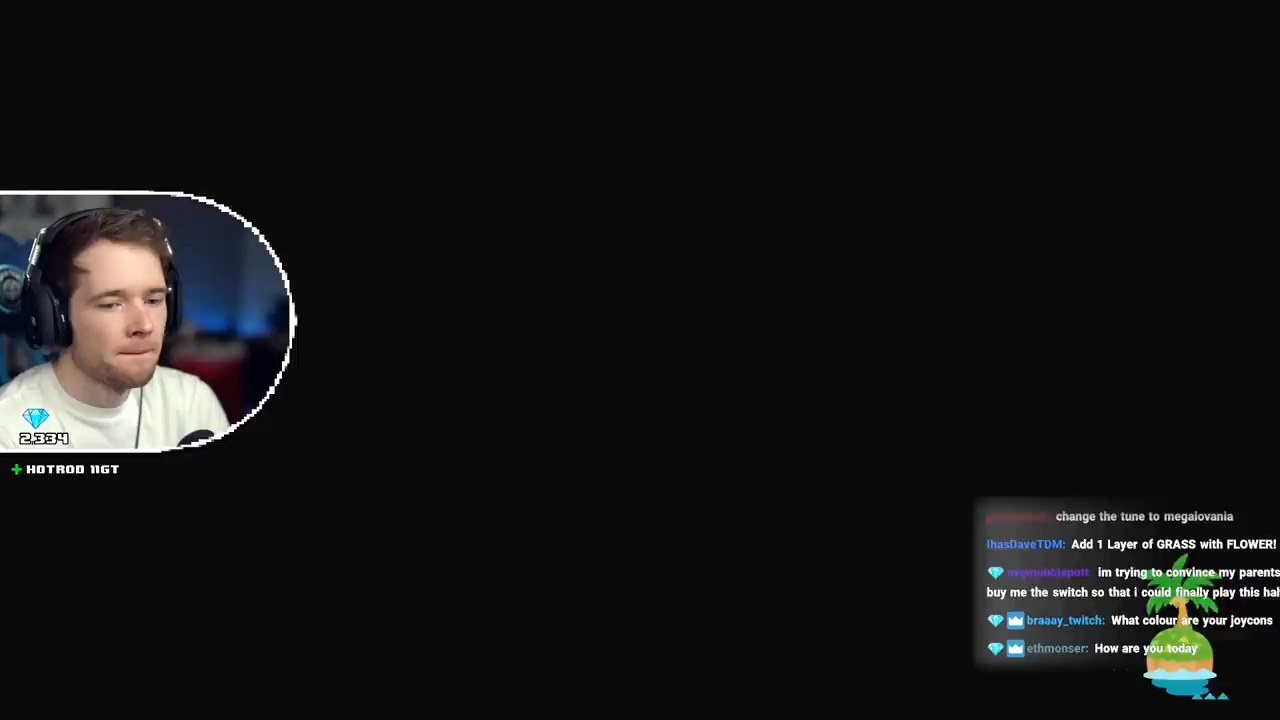 2,334
+ HOTROD 11GT
change the tune to megalovania
IhasDaveTDM: Add 1 Layer of GRASS with FLOWER!
im trying to convince my parents
buy me the switch so that i could finally play this hah
braaay_twitch: What colour are your joycons
ethmonser: How are you today